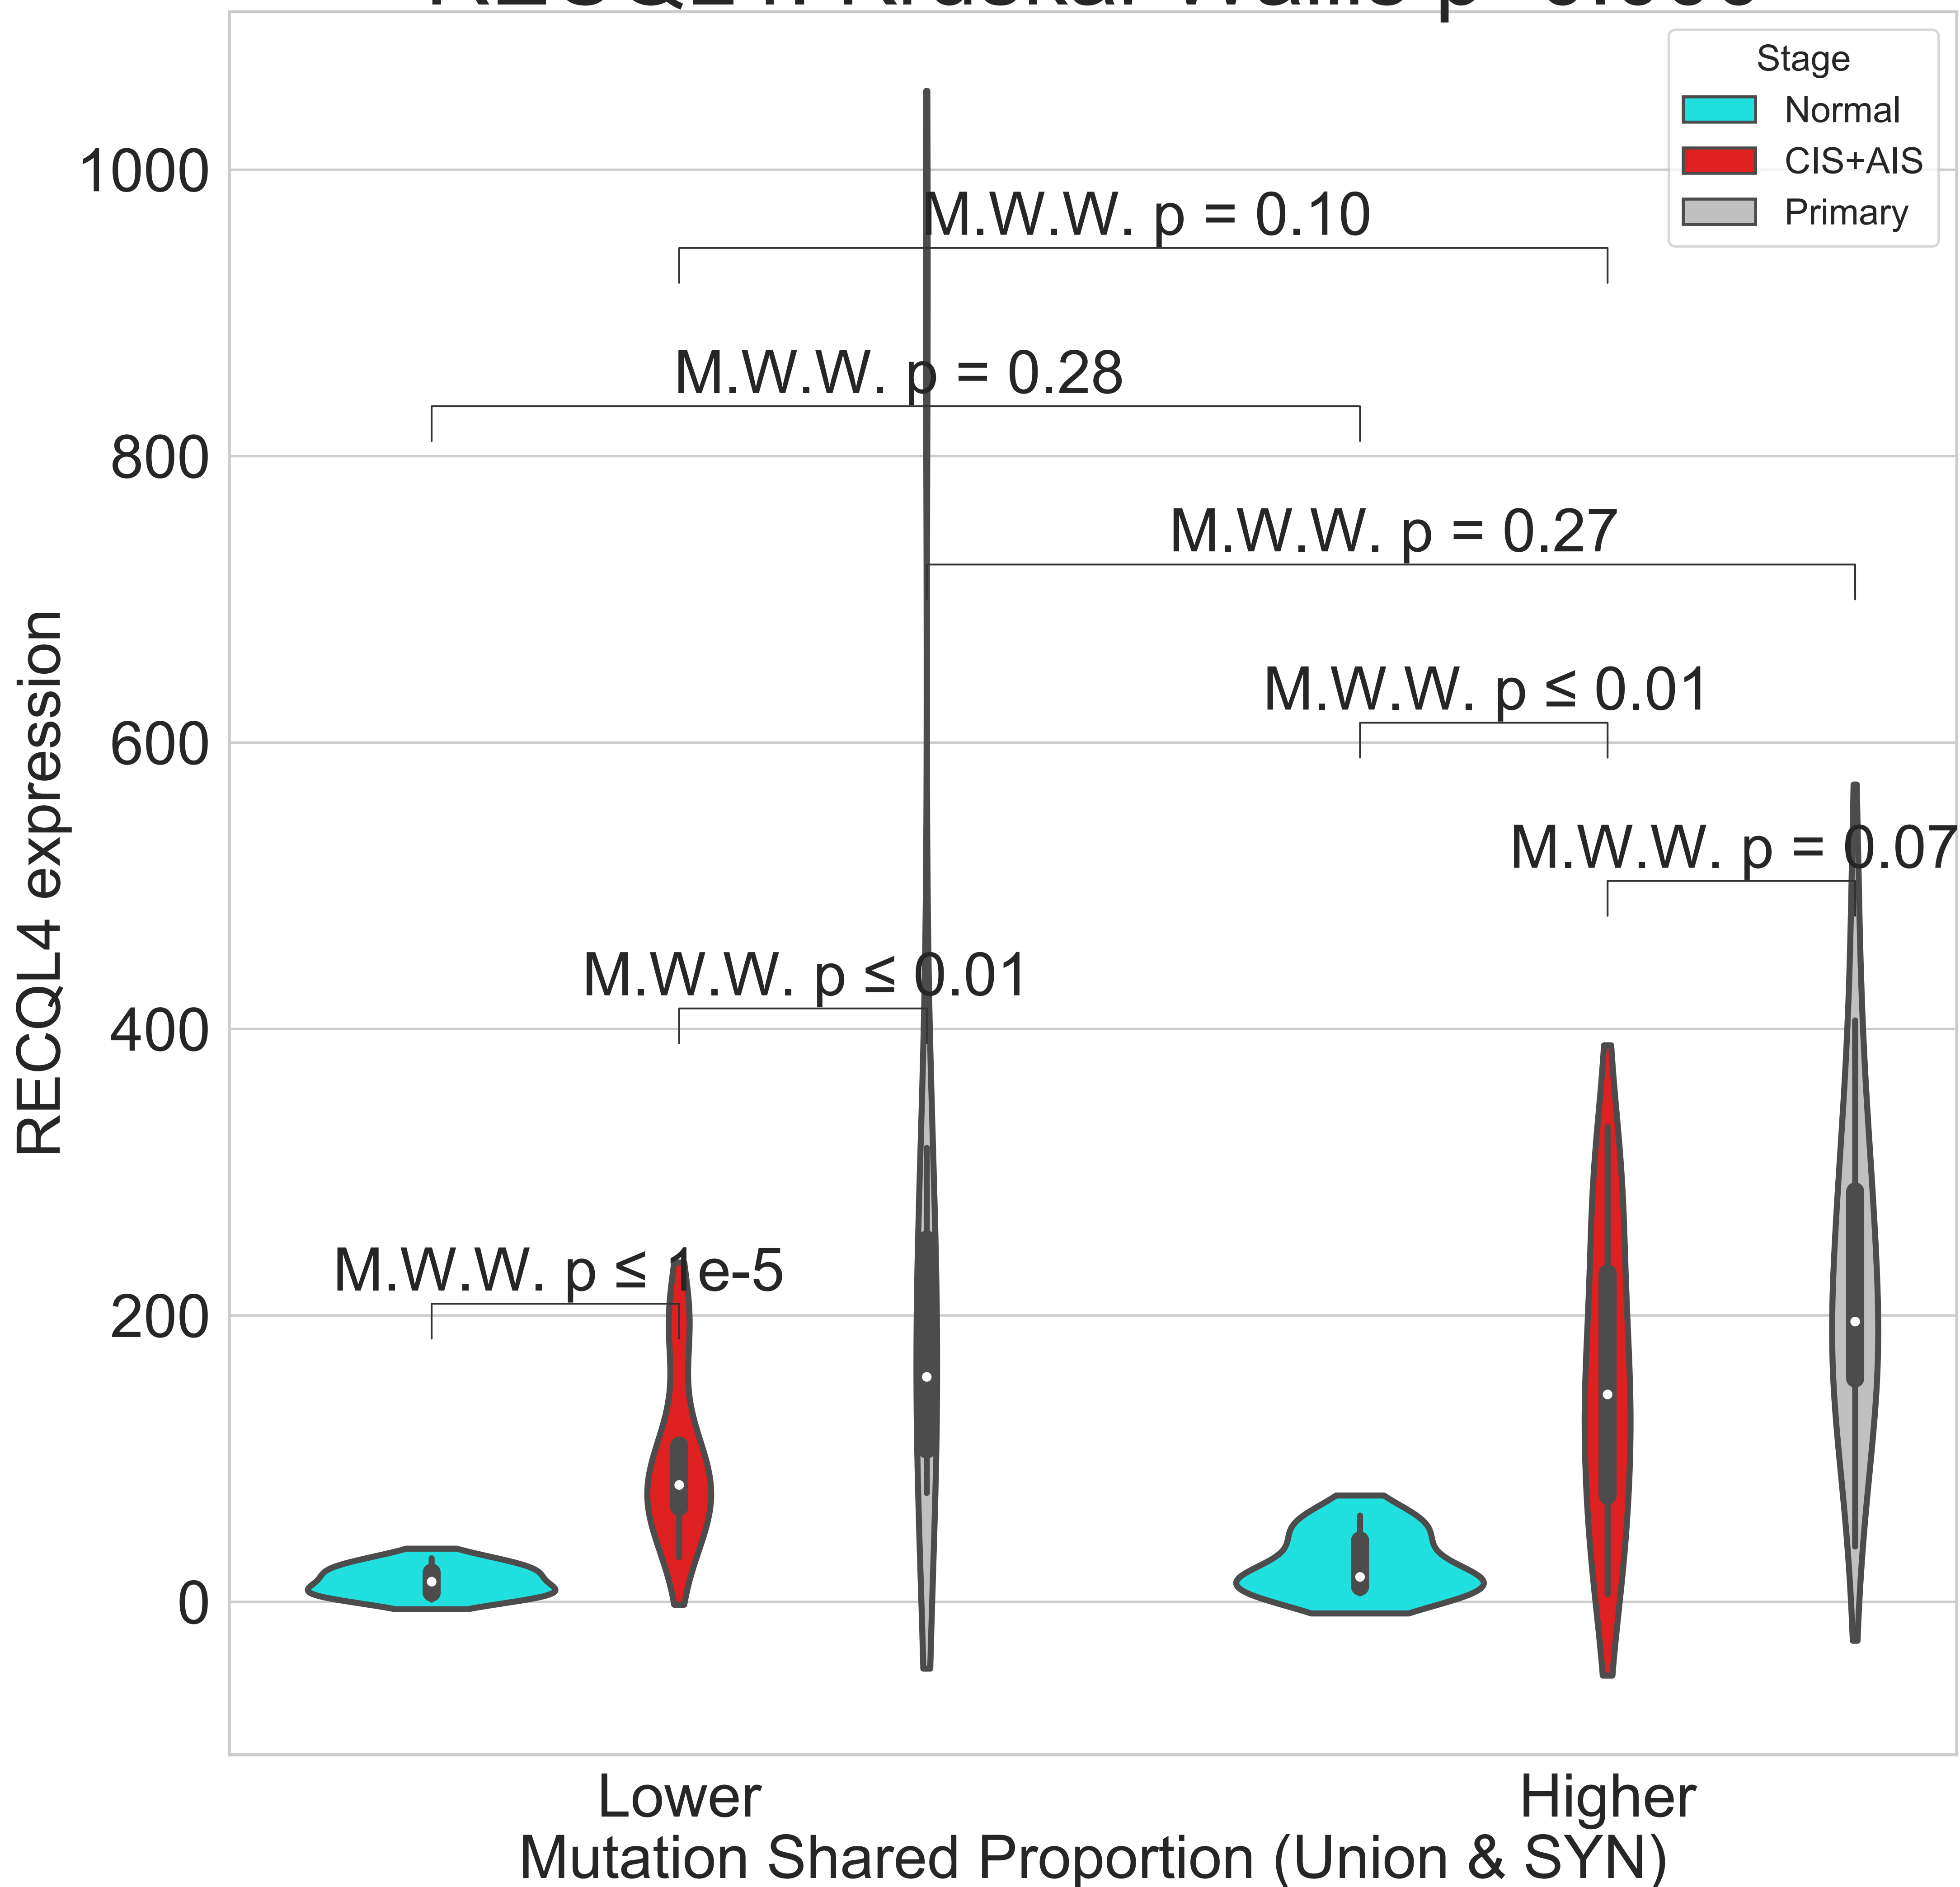 Stage
Normal
CIS+AIS
Primary
1000
800
600
400
200
0
RECQL4 expression
M.W.W. p = 0.10
M.W.W. p = 0.28
M.W.W. p = 0.27
M.W.W. p ≤ 0.01
M.W.W. p = 0.07
M.W.W. p ≤ 0.01
M.W.W. p ≤ 1e-5
Lower
Higher
Mutation Shared Proportion (Union & SYN)